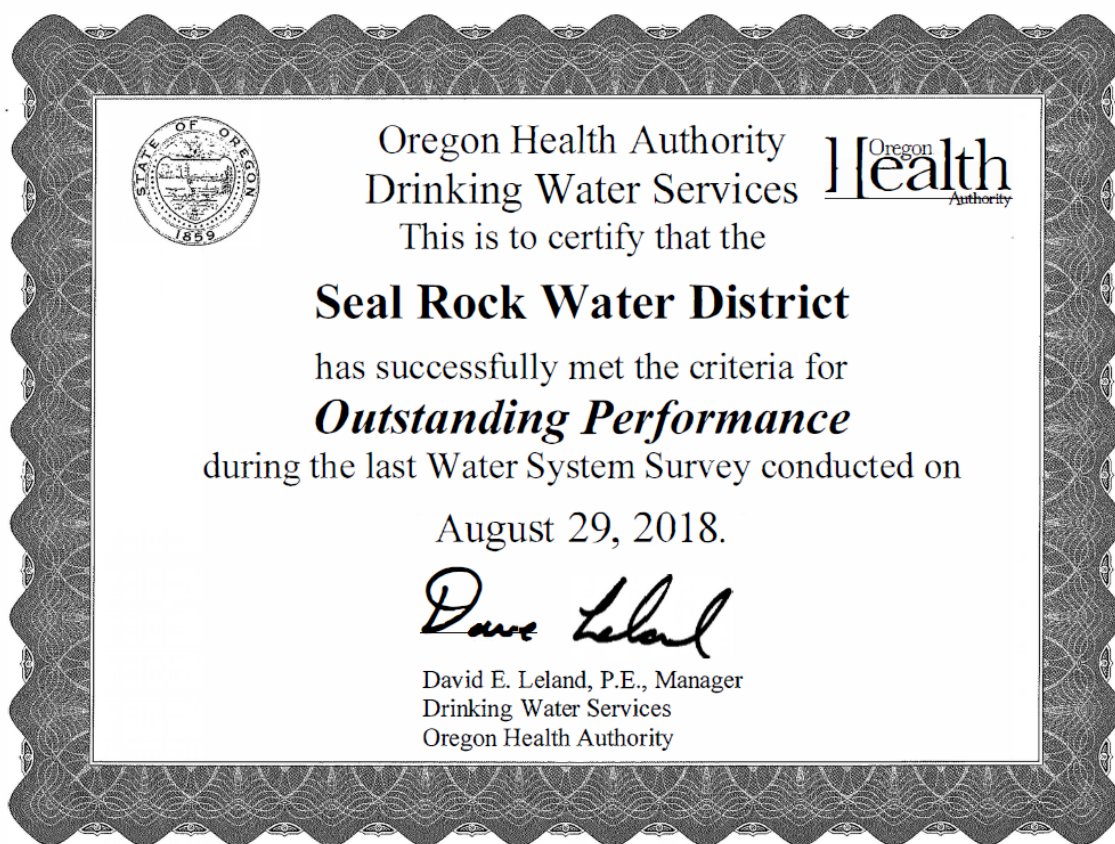 STATE OF OREGON
1859
Oregon Health Authority
Drinking Water Services
Oregon
Health
Authority
This is to certify that the
Seal Rock Water District
has successfully met the criteria for
Outstanding Performance
during the last Water System Survey conducted on
August 29, 2018.
Dave Leland
David E. Leland, P.E., Manager
Drinking Water Services
Oregon Health Authority